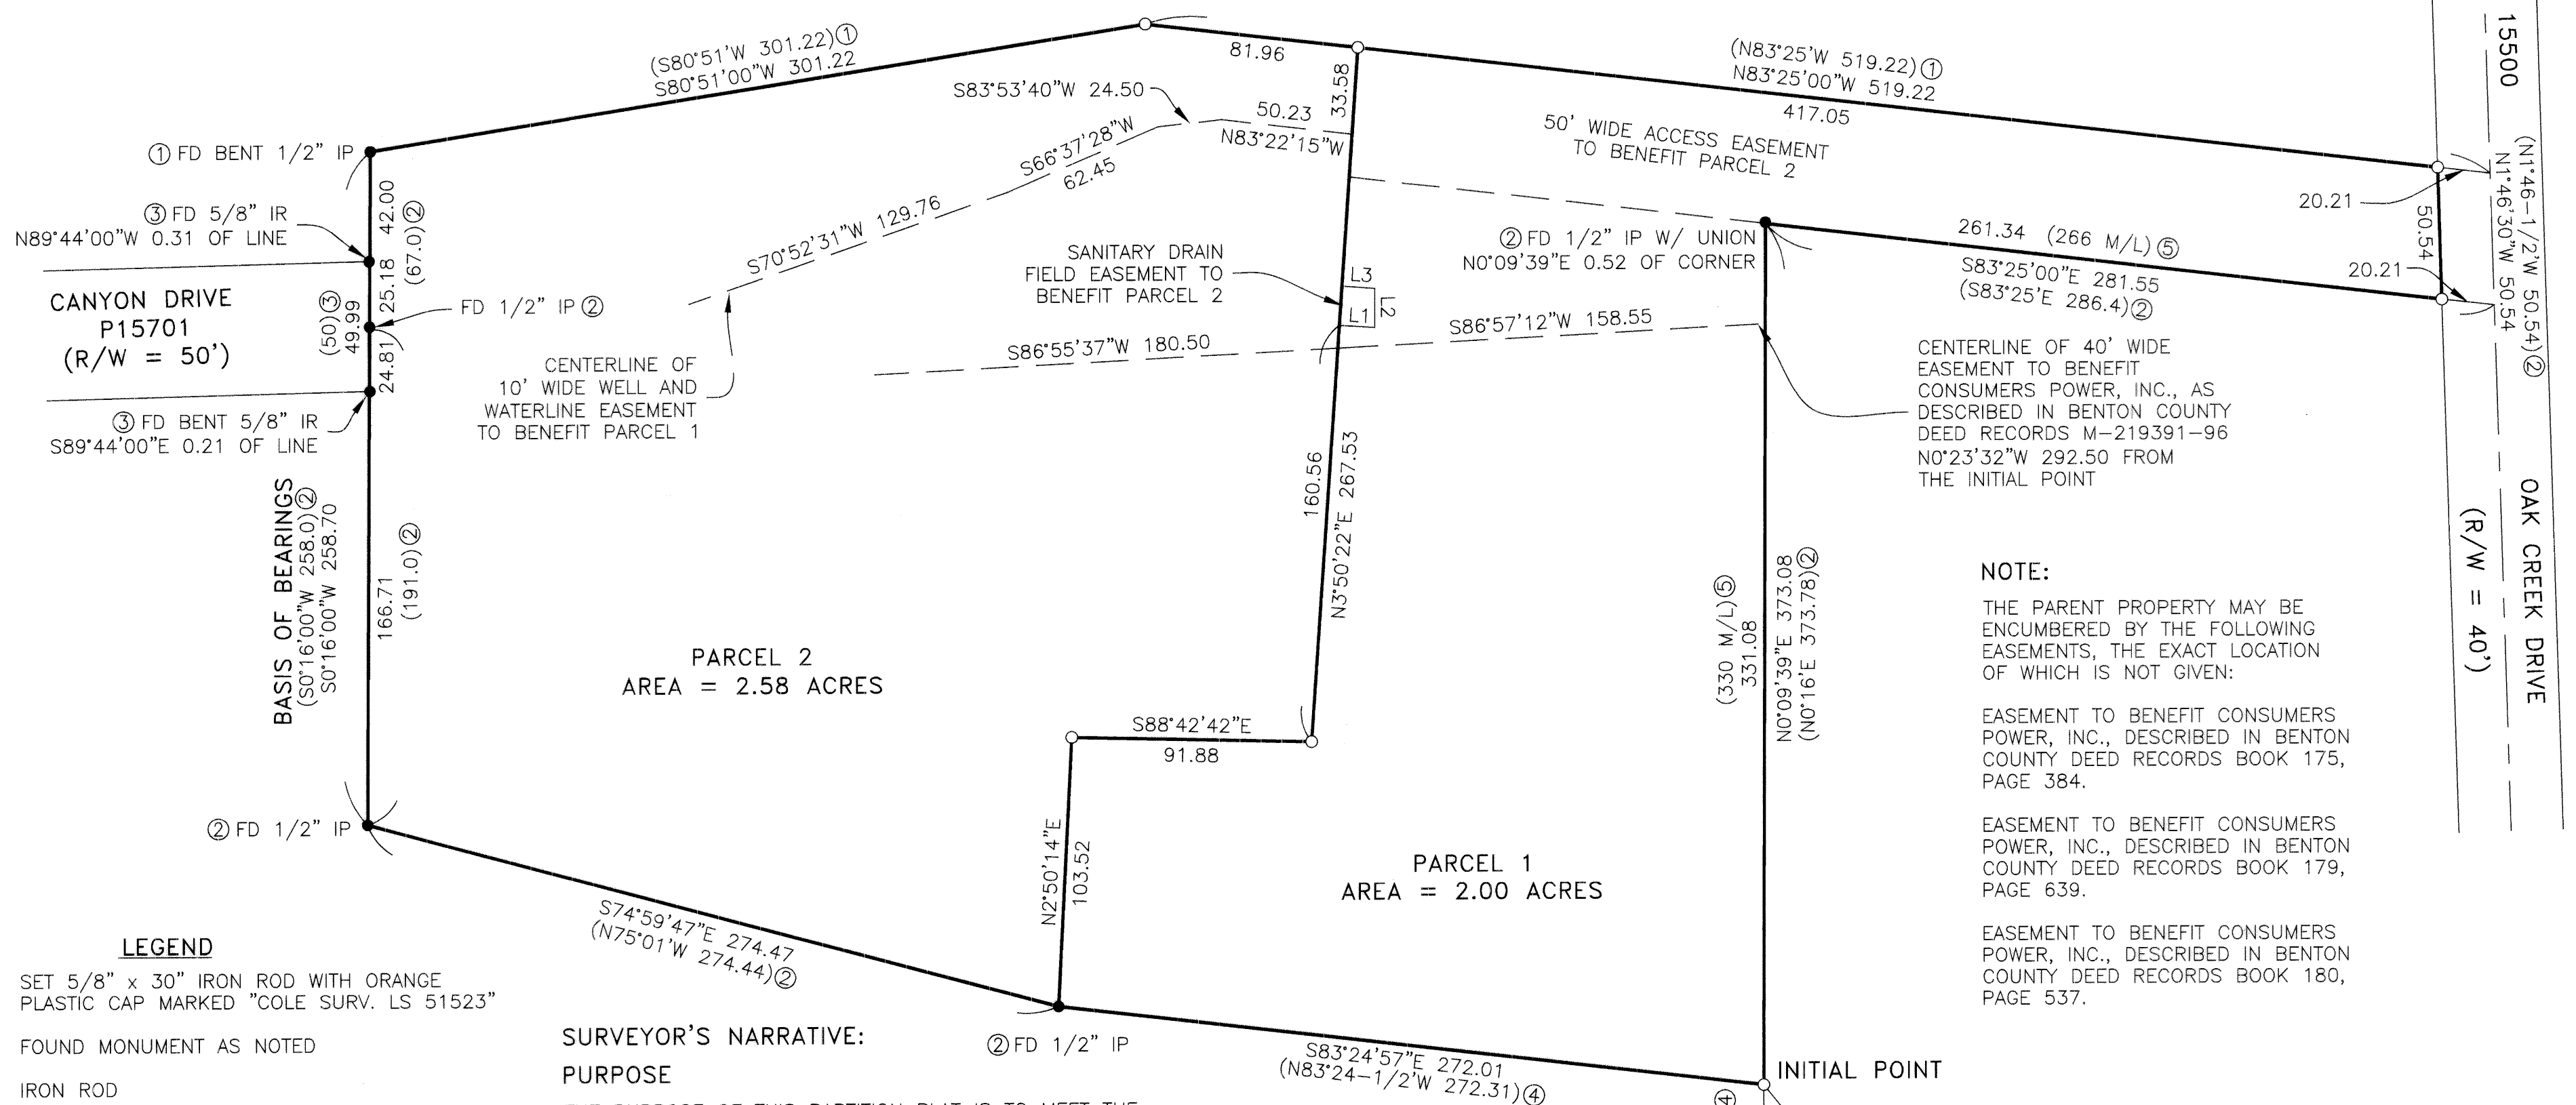 (S80°51'W 301.22)①
S80°51'00"W 301.22
81.96
(N83°25'W 519.22)①
N83°25'00"W 519.22
417.05
15500
(N1°46-1/2'W 50.54)②
N1°46'30"W 50.54
20.21
50.54
20.21
S83°53'40"W 24.50
33.58
50.23
N83°22'15"W
50' WIDE ACCESS EASEMENT
TO BENEFIT PARCEL 2
① FD BENT 1/2" IP
S66°37'28"W
62.45
S70°52'31"W 129.76
42.00
(67.0)②
③ FD 5/8" IR
N89°44'00"W 0.31 OF LINE
25.18
CANYON DRIVE
P15701
(R/W = 50')
(50)③
49.99
FD 1/2" IP ②
24.81
③ FD BENT 5/8" IR
S89°44'00"E 0.21 OF LINE
CENTERLINE OF
10' WIDE WELL AND
WATERLINE EASEMENT
TO BENEFIT PARCEL 1
SANITARY DRAIN
FIELD EASEMENT TO
BENEFIT PARCEL 2
L3
L2
L1
② FD 1/2" IP W/ UNION
N0°09'39"E 0.52 OF CORNER
261.34 (266 M/L)⑤
S83°25'00"E 281.55
(S83°25'E 286.4)②
S86°55'37"W 180.50
S86°57'12"W 158.55
CENTERLINE OF 40' WIDE
EASEMENT TO BENEFIT
CONSUMERS POWER, INC., AS
DESCRIBED IN BENTON COUNTY
DEED RECORDS M-219391-96
N0°23'32"W 292.50 FROM
THE INITIAL POINT
OAK CREEK DRIVE
(R/W = 40')
BASIS OF BEARINGS
(S0°16'00"W 258.0)②
S0°16'00"W 258.70
166.71
(191.0)②
160.56
N3°50'22"E 267.53
(330 M/L)⑤
331.08
N0°09'39"E 373.08
(N0°16'E 373.78)②
PARCEL 2
AREA = 2.58 ACRES
S88°42'42"E
91.88
N2°50'14"E
103.52
PARCEL 1
AREA = 2.00 ACRES
② FD 1/2" IP
S74°59'47"E 274.47
(N75°01'W 274.44)②
② FD 1/2" IP
S83°24'57"E 272.01
(N83°24-1/2'W 272.31)④
INITIAL POINT
④
NOTE:
THE PARENT PROPERTY MAY BE
ENCUMBERED BY THE FOLLOWING
EASEMENTS, THE EXACT LOCATION
OF WHICH IS NOT GIVEN:
EASEMENT TO BENEFIT CONSUMERS
POWER, INC., DESCRIBED IN BENTON
COUNTY DEED RECORDS BOOK 175,
PAGE 384.
EASEMENT TO BENEFIT CONSUMERS
POWER, INC., DESCRIBED IN BENTON
COUNTY DEED RECORDS BOOK 179,
PAGE 639.
EASEMENT TO BENEFIT CONSUMERS
POWER, INC., DESCRIBED IN BENTON
COUNTY DEED RECORDS BOOK 180,
PAGE 537.
LEGEND
SET 5/8" x 30" IRON ROD WITH ORANGE
PLASTIC CAP MARKED "COLE SURV. LS 51523"
FOUND MONUMENT AS NOTED
IRON ROD
SURVEYOR'S NARRATIVE:
PURPOSE
THE PURPOSE OF THIS PARTITION PLAT IS TO MEET THE